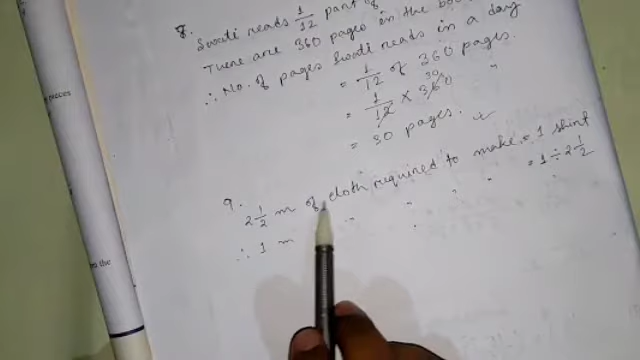 8. Swati reads 1/12 part of
There are 360 pages in the
∴ No. of pages Swati reads in a day
= 1/12 of 360 pages.
= 1/12 × 360 "
30
= 30 pages.
9. 2 1/2 m of cloth required to make = 1 shirt
∴ 1 m " " " " = 1 ÷ 2 1/2